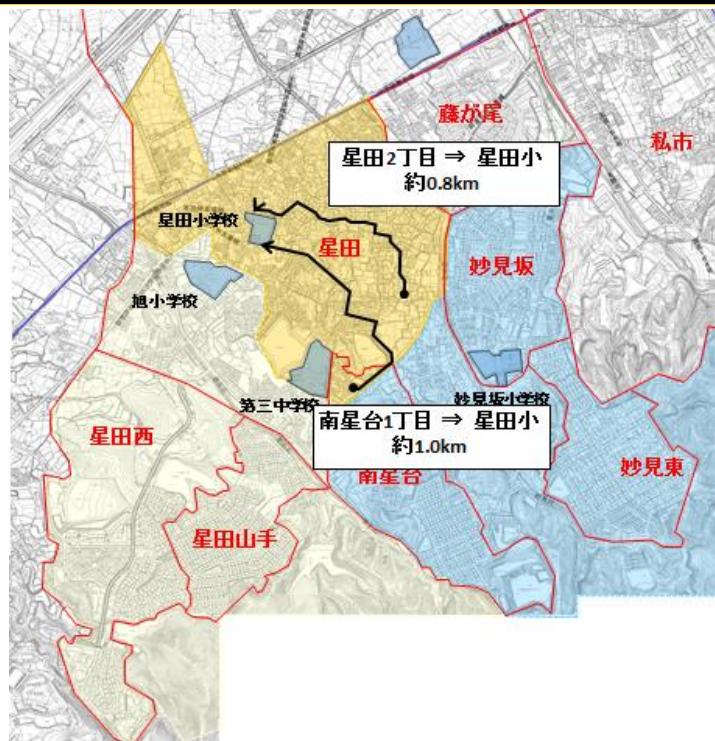 藤が尾
私市
星田2丁目 ⇒ 星田小
約0.8km
星田小学校
星田
妙見坂
旭小学校
第三中学校
妙見坂小学校
南星台1丁目 ⇒ 星田小
約1.0km
星田西
南星台
妙見東
星田山手